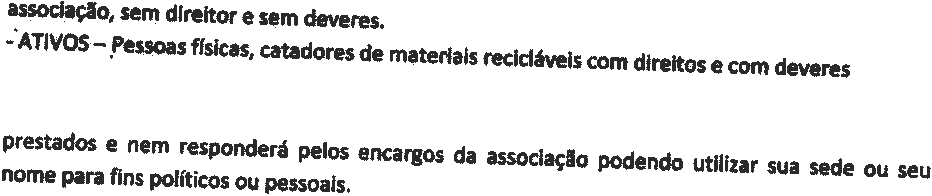 associação, sem direitor e sem deveres.
- ATIVOS – Pessoas físicas, catadores de materiais recicláveis com direitos e com deveres
prestados e nem responderá pelos encargos da associação podendo utilizar sua sede ou seu
nome para fins políticos ou pessoais.